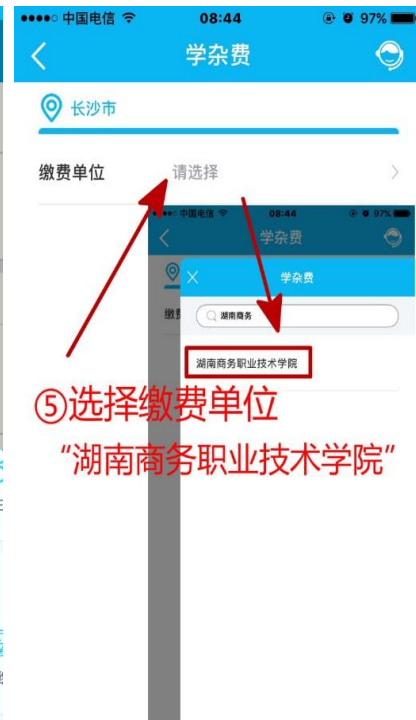 中国电信 08:44 97%
学杂费
长沙市
缴费单位 请选择
中国电信 08:44 97%
学杂费
学杂费
缴费
湖南商务
湖南商务职业技术学院
⑤选择缴费单位
“湖南商务职业技术学院”